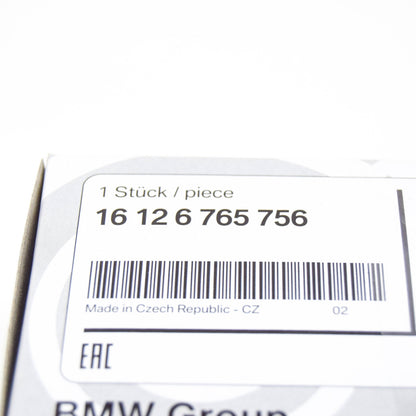 1 Stück / piece
16 12 6 765 756
Made in Czech Republic - CZ 02
EAC
BMW Group